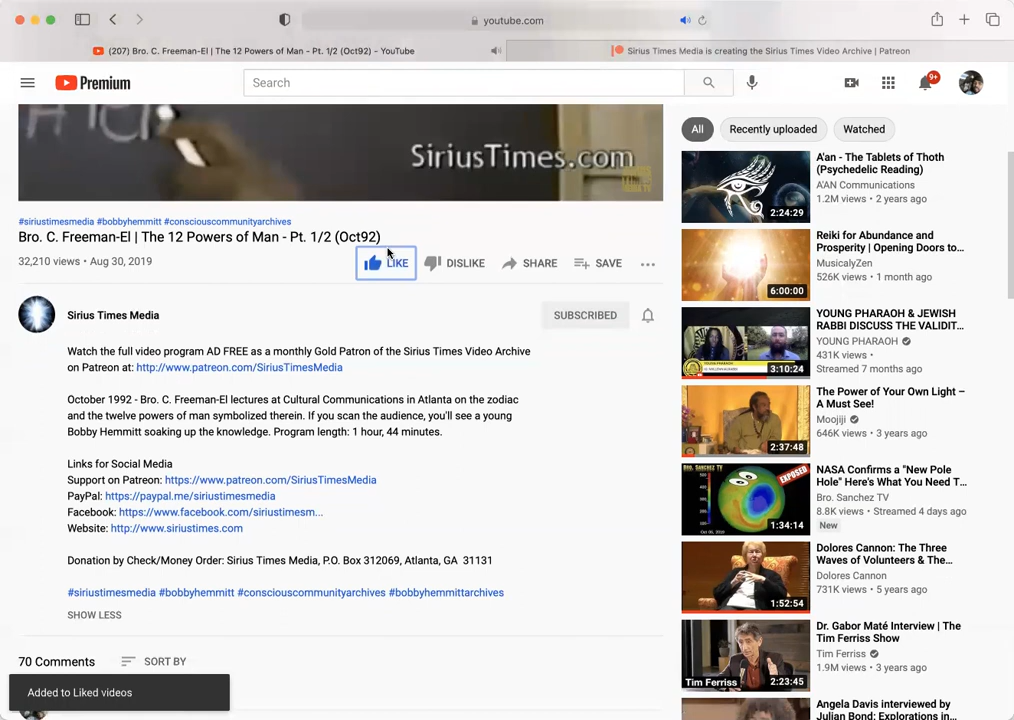 youtube.com
(207) Bro. C. Freeman-El | The 12 Powers of Man - Pt. 1/2 (Oct92) - YouTube
Sirius Times Media is creating the Sirius Times Video Archive | Patreon
Premium
Search
9+
SiriusTimes.com
#siriustimesmedia #bobbyhemmitt #consciouscommunityarchives
Bro. C. Freeman-El | The 12 Powers of Man - Pt. 1/2 (Oct92)
32,210 views • Aug 30, 2019
LIKE
DISLIKE
SHARE
SAVE
Sirius Times Media
SUBSCRIBED
Watch the full video program AD FREE as a monthly Gold Patron of the Sirius Times Video Archive
on Patreon at: http://www.patreon.com/SiriusTimesMedia
October 1992 - Bro. C. Freeman-El lectures at Cultural Communications in Atlanta on the zodiac
and the twelve powers of man symbolized therein. If you scan the audience, you'll see a young
Bobby Hemmitt soaking up the knowledge. Program length: 1 hour, 44 minutes.
Links for Social Media
Support on Patreon: https://www.patreon.com/SiriusTimesMedia
PayPal: https://paypal.me/siriustimesmedia
Facebook: https://www.facebook.com/siriustimesm...
Website: http://www.siriustimes.com
Donation by Check/Money Order: Sirius Times Media, P.O. Box 312069, Atlanta, GA 31131
#siriustimesmedia #bobbyhemmitt #consciouscommunityarchives #bobbyhemmittarchives
SHOW LESS
70 Comments
SORT BY
Added to Liked videos
All
Recently uploaded
Watched
2:24:29
A'an - The Tablets of Thoth
(Psychedelic Reading)
A'AN Communications
1.2M views • 2 years ago
6:00:00
Reiki for Abundance and
Prosperity | Opening Doors to...
MusicalyZen
526K views • 1 month ago
3:10:24
YOUNG PHARAOH & JEWISH
RABBI DISCUSS THE VALIDIT...
YOUNG PHARAOH
431K views •
Streamed 7 months ago
2:37:48
The Power of Your Own Light –
A Must See!
Moojiji
646K views • 3 years ago
BRO. SANCHEZ TV
EXPOSED
1:34:14
NASA Confirms a "New Pole
Hole" Here's What You Need T...
Bro. Sanchez TV
8.8K views • Streamed 4 days ago
New
1:52:54
Dolores Cannon: The Three
Waves of Volunteers & The...
Dolores Cannon
731K views • 5 years ago
Tim Ferriss
2:23:45
Dr. Gabor Maté Interview | The
Tim Ferriss Show
Tim Ferriss
1.9M views • 3 years ago
Angela Davis interviewed by
Julian Bond: Explorations in...